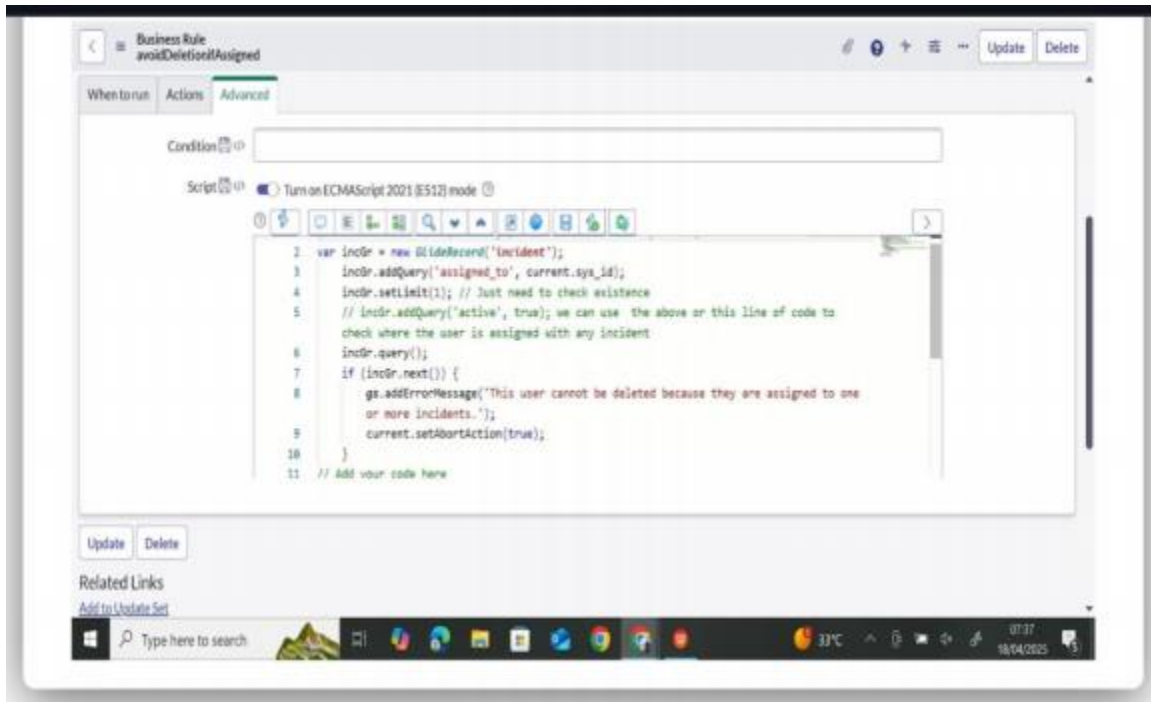 Business Rule
avoidDeletionifAssigned
Update Delete
When to run Actions Advanced
Condition
Script Turn on ECMAScript 2021 (ES12) mode
2 var incGr = new GlideRecord('incident');
3 incGr.addQuery('assigned_to', current.sys_id);
4 incGr.setLimit(1); // Just need to check existence
5 // incGr.addQuery('active', true); we can use the above or this line of code to
check where the user is assigned with any incident
6 incGr.query();
7 if (incGr.next()) {
8 gs.addErrorMessage("This user cannot be deleted because they are assigned to one
or more incidents.");
9 current.setAbortAction(true);
10 }
11 // Add your code here
Update Delete
Related Links
Add to Update Set
Type here to search
33°C
07:37
18/04/2025
5